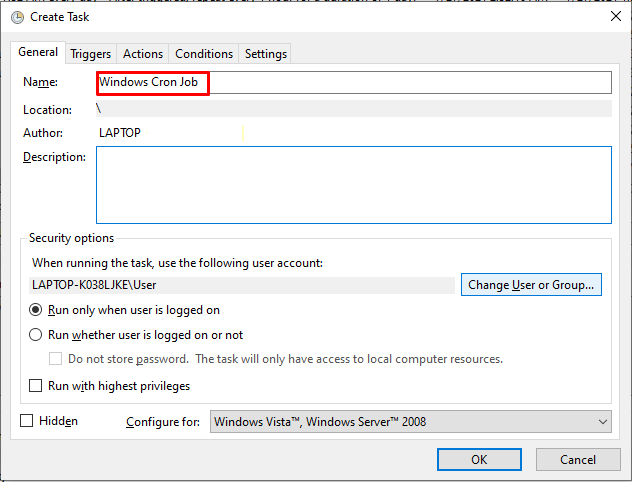 Create Task
General Triggers Actions Conditions Settings
Name: Windows Cron Job
Location: \
Author: LAPTOP
Description:
Security options
When running the task, use the following user account:
LAPTOP-K038LJKE\User Change User or Group...
Run only when user is logged on
Run whether user is logged on or not
Do not store password. The task will only have access to local computer resources.
Run with highest privileges
Hidden Configure for: Windows Vista™, Windows Server™ 2008
OK Cancel